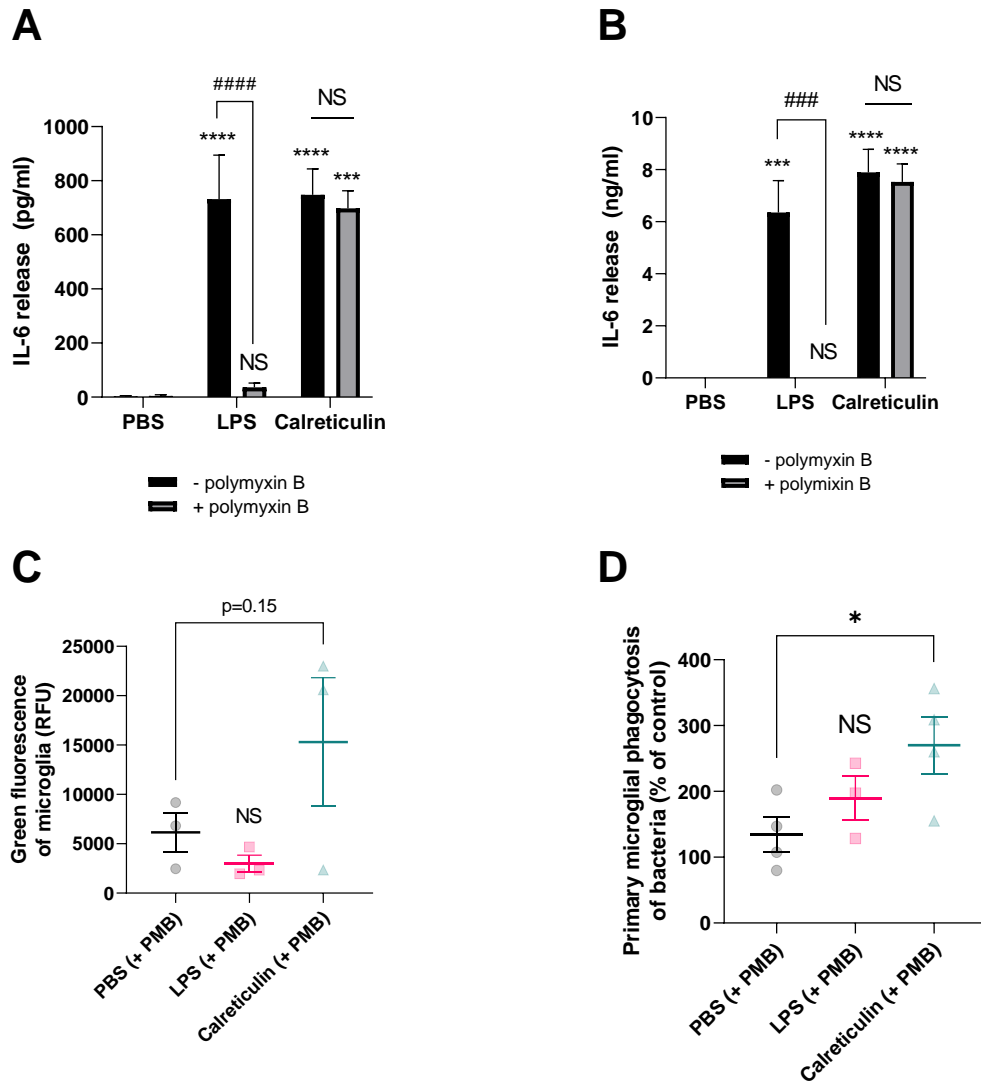 A
####
NS
1000
****
****
***
800
600
400
200
NS
0
IL-6 release (pg/ml)
PBS
LPS
Calreticulin
- polymyxin B
+ polymyxin B
B
NS
###
10
****
****
***
8
6
4
2
NS
0
IL-6 release (ng/ml)
PBS
LPS
Calreticulin
- polymyxin B
+ polymixin B
C
p=0.15
25000
20000
15000
10000
5000
0
NS
Green fluorescence
of microglia (RFU)
PBS (+ PMB)
LPS (+ PMB)
Calreticulin (+ PMB)
D
*
400
300
200
100
0
NS
Primary microglial phagocytosis
of bacteria (% of control)
PBS (+ PMB)
LPS (+ PMB)
Calreticulin (+ PMB)